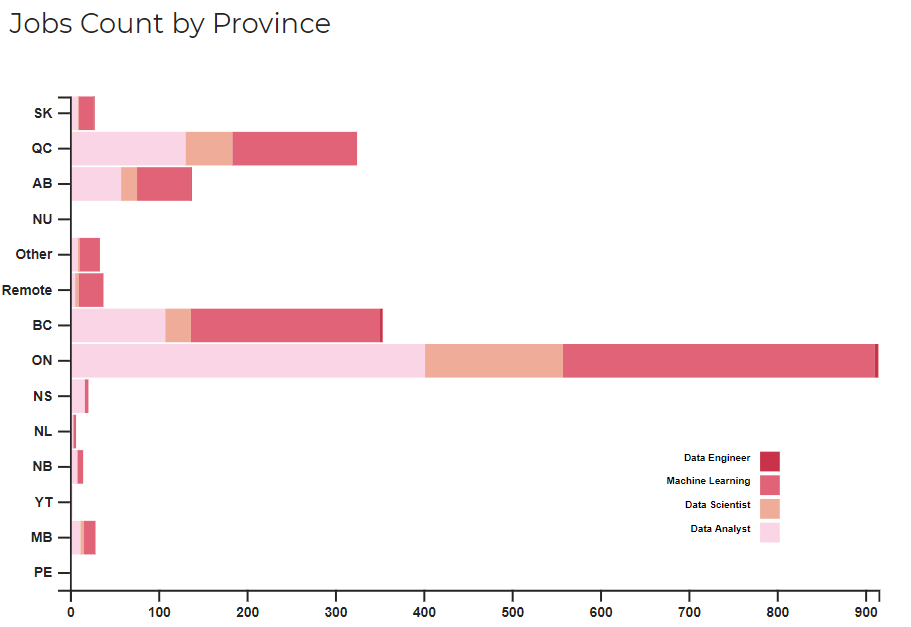 Jobs Count by Province
SK
QC
AB
NU
Other
Remote
BC
ON
NS
NL
NB
YT
MB
PE
Data Engineer
Machine Learning
Data Scientist
Data Analyst
0 100 200 300 400 500 600 700 800 900